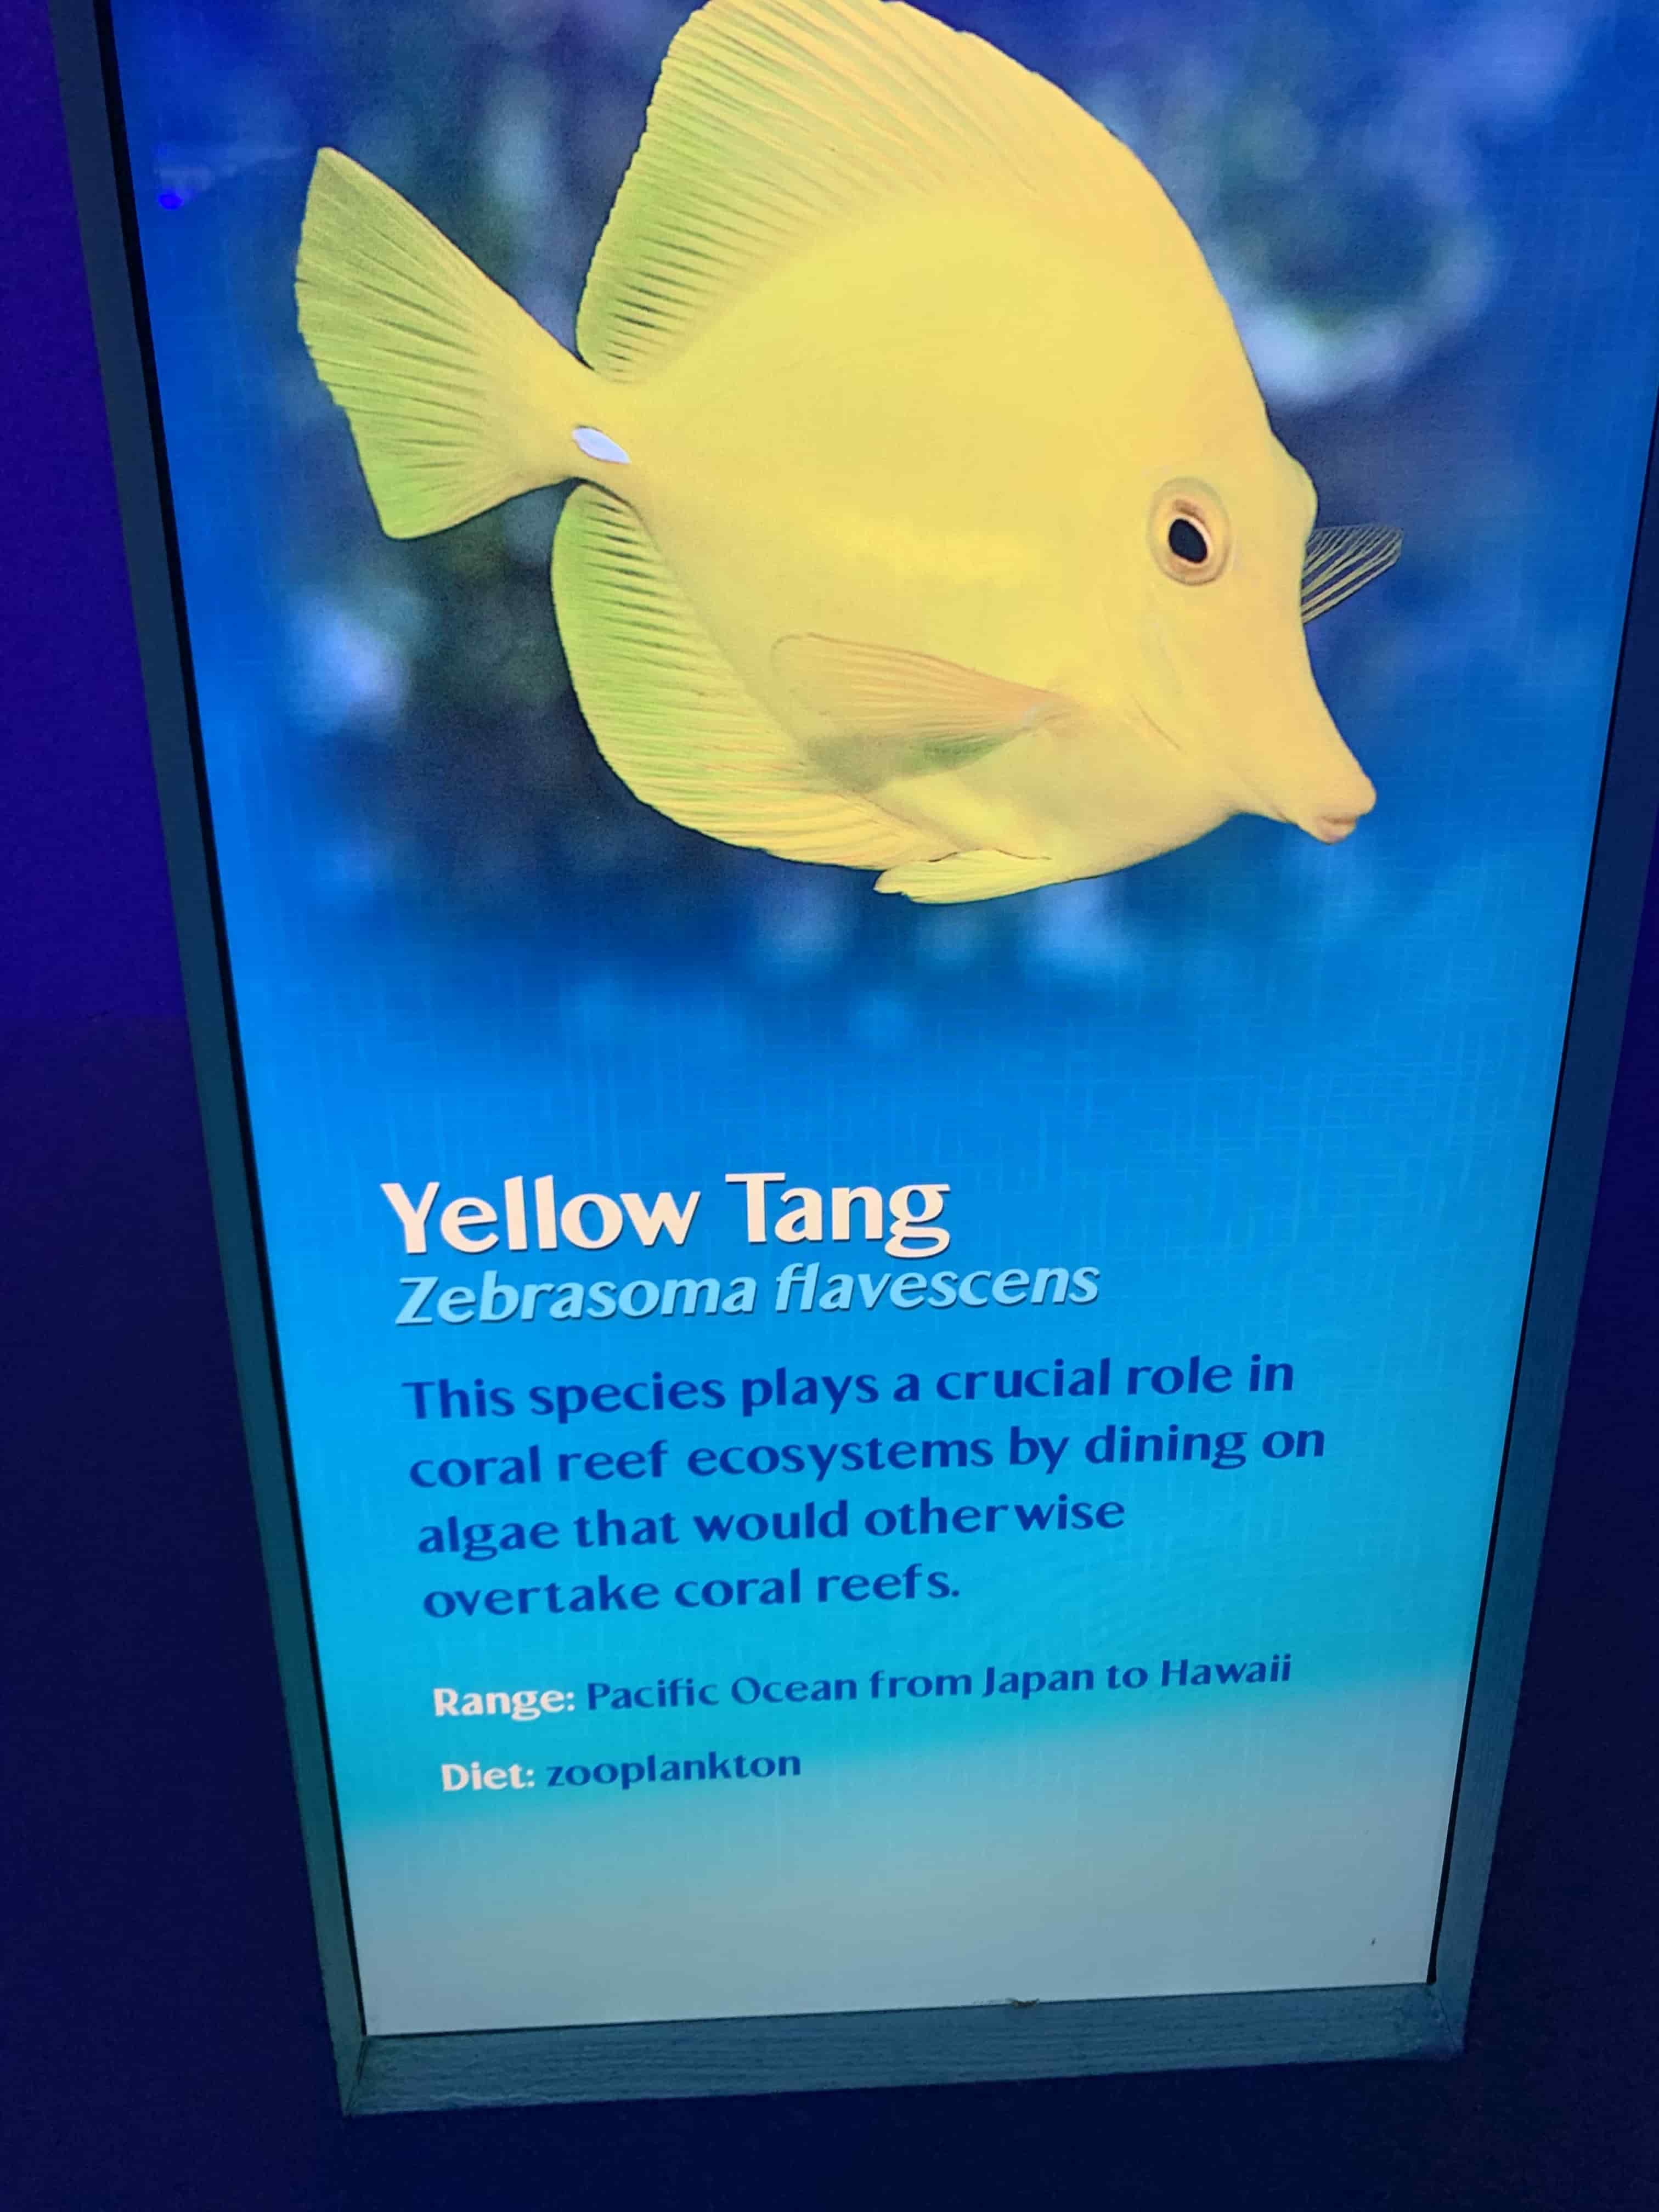 Yellow Tang
Zebrasoma flavescens
This species plays a crucial role in
coral reef ecosystems by dining on
algae that would otherwise
overtake coral reefs.
Range: Pacific Ocean from Japan to Hawaii
Diet: zooplankton